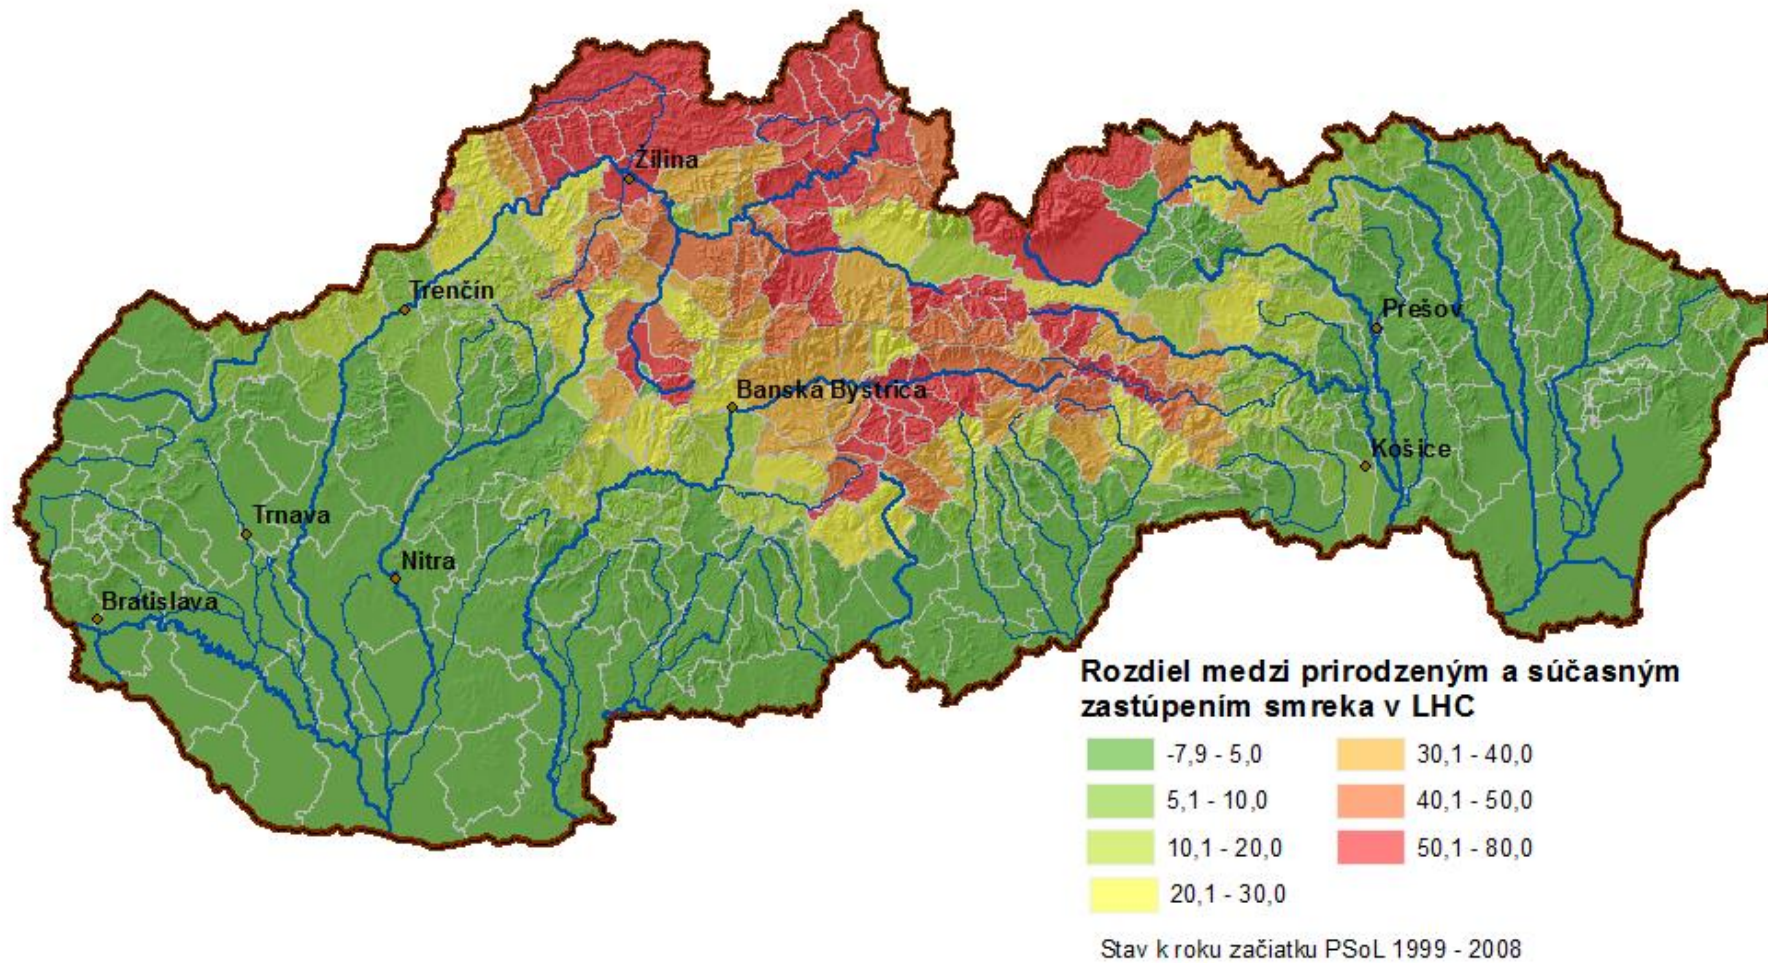 Žilina
Trenčín
Prešov
Banská Bystrica
Košice
Trnava
Nitra
Bratislava
Rozdiel medzi prirodzeným a súčasným
zastúpením smreka v LHC
-7,9 - 5,0
5,1 - 10,0
10,1 - 20,0
20,1 - 30,0
30,1 - 40,0
40,1 - 50,0
50,1 - 80,0
Stav k roku začiatku PSoL 1999 - 2008